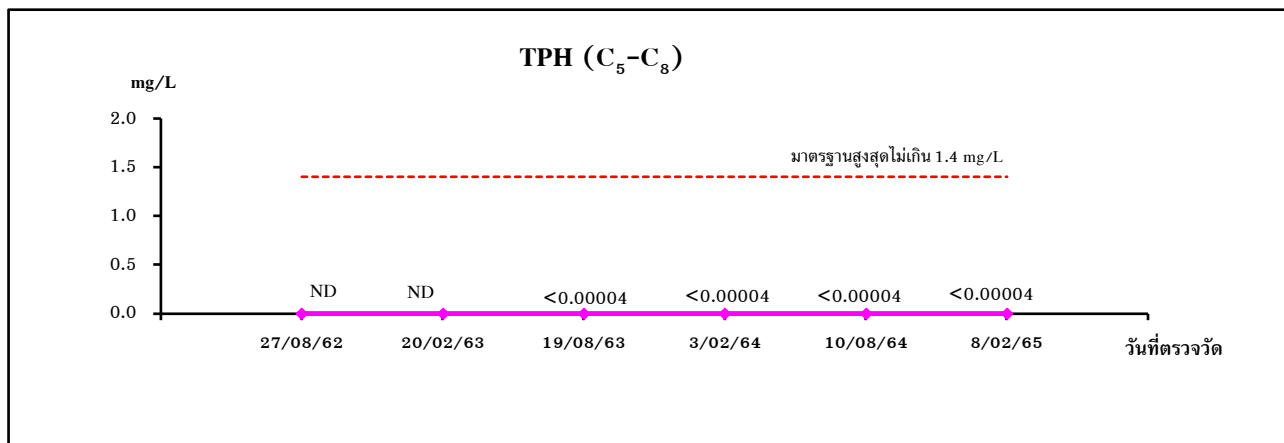 TPH (C₅-C₈)
mg/L
2.0
มาตรฐานสูงสุดไม่เกิน 1.4 mg/L
1.5
1.0
0.5
ND ND <0.00004 <0.00004 <0.00004 <0.00004
0.0
27/08/62 20/02/63 19/08/63 3/02/64 10/08/64 8/02/65 วันที่ตรวจวัด